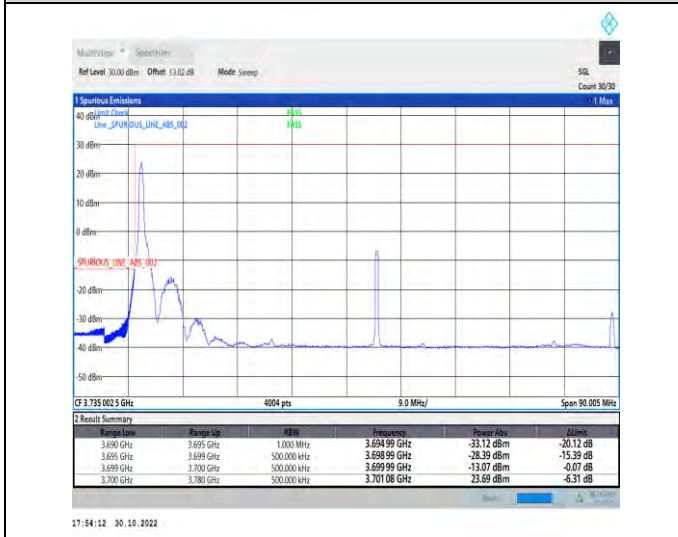 MultiView Spectrum
Ref Level 30.00 dBm Offset 13.02 dB Mode Sweep SGL
Count 30/30
1 Spurious Emissions 1 Max
40 dBm Limit Check PASS
Line _SPURIOUS_LINE_ABS_002 PASS
30 dBm
20 dBm
10 dBm
0 dBm
_SPURIOUS_LINE_ABS_002
-20 dBm
-30 dBm
-40 dBm
-50 dBm
CF 3.735 002 5 GHz 4004 pts 9.0 MHz/ Span 90.005 MHz
2 Result Summary
Range Low Range Up RBW Frequency Power Abs ΔLimit
3.690 GHz 3.695 GHz 1.000 MHz 3.694 99 GHz -33.12 dBm -20.12 dB
3.695 GHz 3.699 GHz 500.000 kHz 3.698 99 GHz -28.39 dBm -15.39 dB
3.699 GHz 3.700 GHz 500.000 kHz 3.699 99 GHz -13.07 dBm -0.07 dB
3.700 GHz 3.780 GHz 500.000 kHz 3.701 08 GHz 23.69 dBm -6.31 dB
17:54:12 30.10.2022